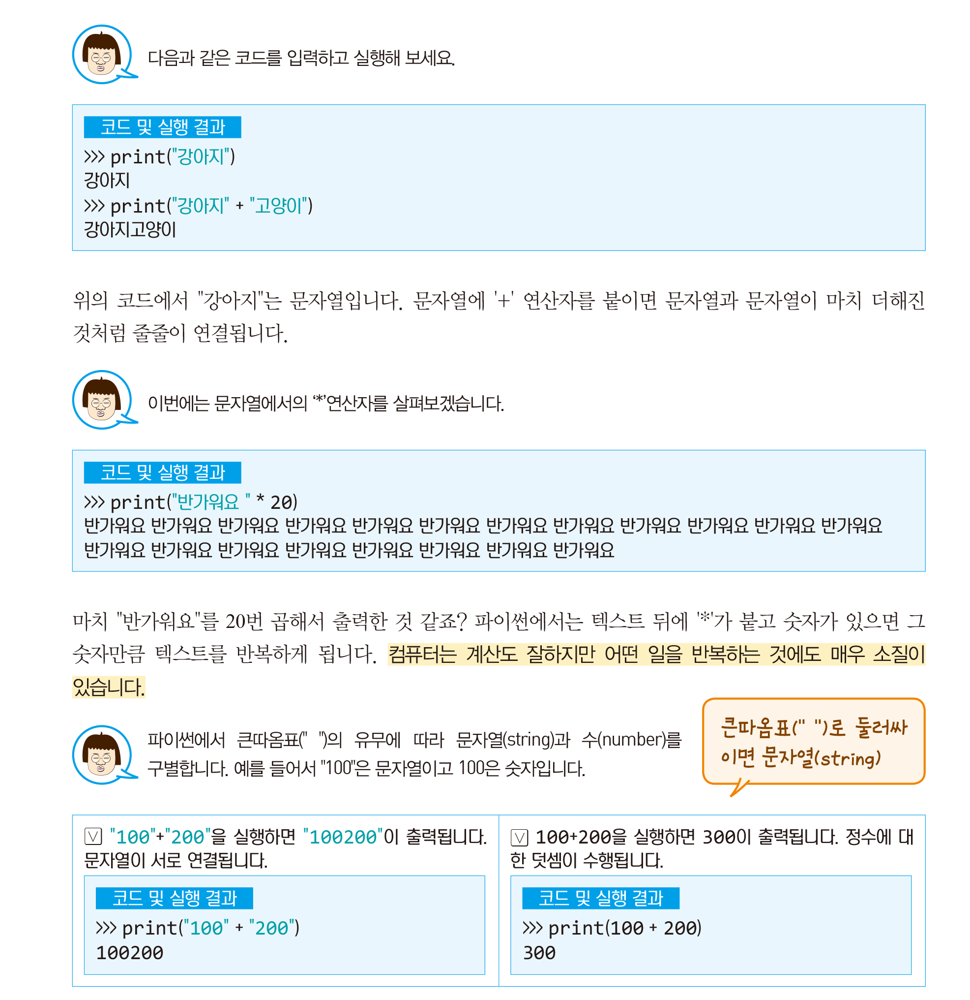 다음과 같은 코드를 입력하고 실행해 보세요.
코드 및 실행 결과
>>> print("강아지")
강아지
>>> print("강아지" + "고양이")
강아지고양이
위의 코드에서 "강아지"는 문자열입니다. 문자열에 '+' 연산자를 붙이면 문자열과 문자열이 마치 더해진
것처럼 줄줄이 연결됩니다.
이번에는 문자열에서의 ‘*’연산자를 살펴보겠습니다.
코드 및 실행 결과
>>> print("반가워요 " * 20)
반가워요 반가워요 반가워요 반가워요 반가워요 반가워요 반가워요 반가워요 반가워요 반가워요 반가워요 반가워요
반가워요 반가워요 반가워요 반가워요 반가워요 반가워요 반가워요 반가워요
마치 "반가워요"를 20번 곱해서 출력한 것 같죠? 파이썬에서는 텍스트 뒤에 '*'가 붙고 숫자가 있으면 그
숫자만큼 텍스트를 반복하게 됩니다. 컴퓨터는 계산도 잘하지만 어떤 일을 반복하는 것에도 매우 소질이
있습니다.
파이썬에서 큰따옴표(" ")의 유무에 따라 문자열(string)과 수(number)를
구별합니다. 예를 들어서 "100"은 문자열이고 100은 숫자입니다.
큰따옴표(" ")로 둘러싸
이면 문자열(string)
V "100"+"200"을 실행하면 "100200"이 출력됩니다.
문자열이 서로 연결됩니다.
코드 및 실행 결과
>>> print("100" + "200")
100200
V 100+200을 실행하면 300이 출력됩니다. 정수에 대
한 덧셈이 수행됩니다.
코드 및 실행 결과
>>> print(100 + 200)
300